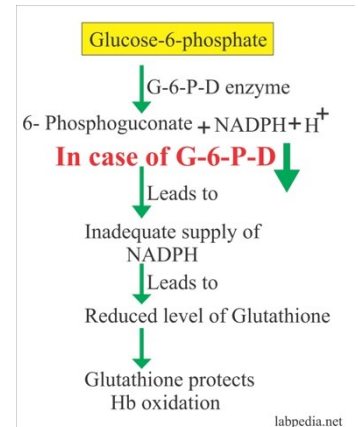 Glucose-6-phosphate
G-6-P-D enzyme
6- Phosphoguconate + NADPH+H+
In case of G-6-P-D
Leads to
Inadequate supply of
NADPH
Leads to
Reduced level of Glutathione
Glutathione protects
Hb oxidation
labpedia.net